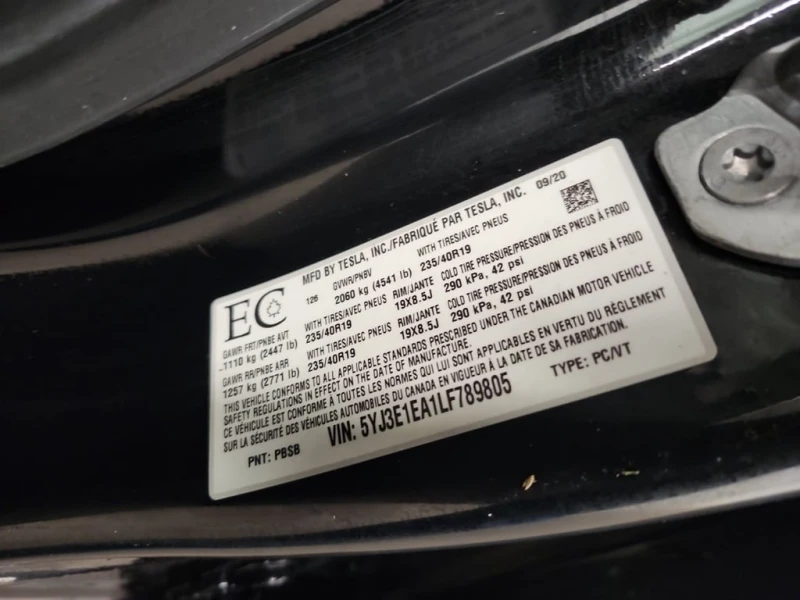 MFD BY TESLA, INC./FABRIQUÉ PAR TESLA, INC. 09/20
EC 126 GVWR/PNBV 2060 kg (4541 lb) WITH TIRES/AVEC PNEUS 235/40R19
GAWR FRT/PNBE AVT WITH TIRES/AVEC PNEUS RIM/JANTE COLD TIRE PRESSURE/PRESSION DES PNEUS À FROID
1110 kg (2447 lb) 235/40R19 19X8.5J 290 kPa, 42 psi
GAWR RR/PNBE ARR WITH TIRES/AVEC PNEUS RIM/JANTE COLD TIRE PRESSURE/PRESSION DES PNEUS À FROID
1257 kg (2771 lb) 235/40R19 19X8.5J 290 kPa, 42 psi
THIS VEHICLE CONFORMS TO ALL APPLICABLE STANDARDS PRESCRIBED UNDER THE CANADIAN MOTOR VEHICLE
SAFETY REGULATIONS IN EFFECT ON THE DATE OF MANUFACTURE.
CE VÉHICULE EST CONFORME À TOUTES LES NORMES QUI LUI SONT APPLICABLES EN VERTU DU RÈGLEMENT
SUR LA SÉCURITÉ DES VÉHICULES AUTOMOBILES DU CANADA EN VIGUEUR À LA DATE DE SA FABRICATION.
PNT: PBSB VIN: 5YJ3E1EA1LF789805 TYPE: PC/VT